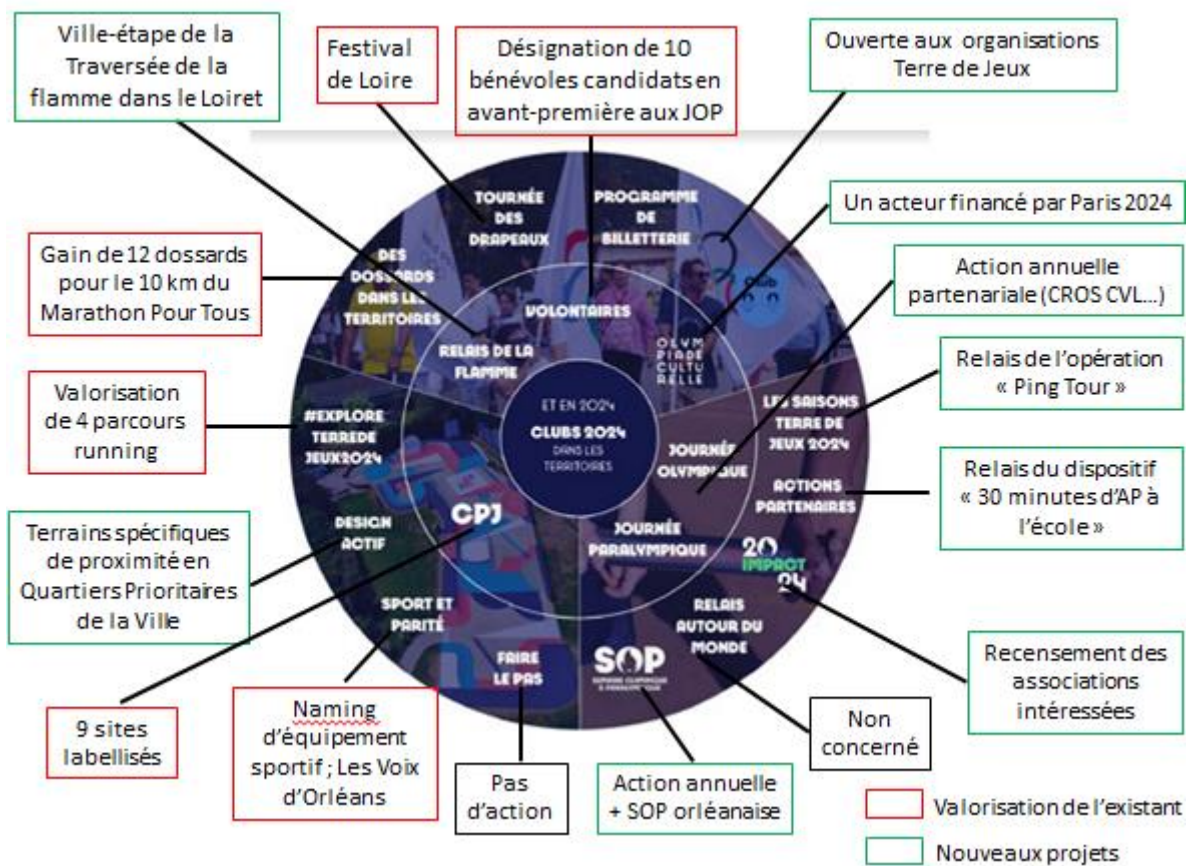 Ville-étape de la
Traversée de la
flamme dans le Loiret
Festival
de Loire
Désignation de 10
bénévoles candidats en
avant-première aux JOP
Ouverte aux organisations
Terre de Jeux
Un acteur financé par Paris 2024
Gain de 12 dossards
pour le 10 km du
Marathon Pour Tous
Action annuelle
partenariale (CROS CVL...)
Valorisation
de 4 parcours
running
Relais de l'opération
« Ping Tour »
Relais du dispositif
« 30 minutes d'AP à
l'école »
Terrains spécifiques
de proximité en
Quartiers Prioritaires
de la Ville
Recensement des
associations
intéressées
9 sites
labellisés
Naming
d'équipement
sportif ; Les Voix
d'Orléans
Pas
d'action
Action annuelle
+ SOP orléanaise
Non
concerné
Valorisation de l'existant
Nouveaux projets
TOURNÉE
DES
DRAPEAUX
PROGRAMME
DE
BILLETTERIE
DES
DOSSARDS
DANS LES
TERRITOIRES
VOLONTAIRES
RELAIS DE LA
FLAMME
OLYM
PIADE
CULTU
RELLE
Club
#EXPLORE
TERREDE
JEUX2024
ET EN 2024
CLUBS 2024
DANS LES
TERRITOIRES
LES SAISONS
TERRE DE
JEUX 2024
JOURNÉE
OLYMPIQUE
ACTIONS
PARTENAIRES
DESIGN
ACTIF
CPJ
JOURNÉE
PARALYMPIQUE
20
IMPACT
24
SPORT ET
PARITÉ
RELAIS
AUTOUR DU
MONDE
FAIRE
LE PAS
SOP
SEMAINE OLYMPIQUE
& PARALYMPIQUE